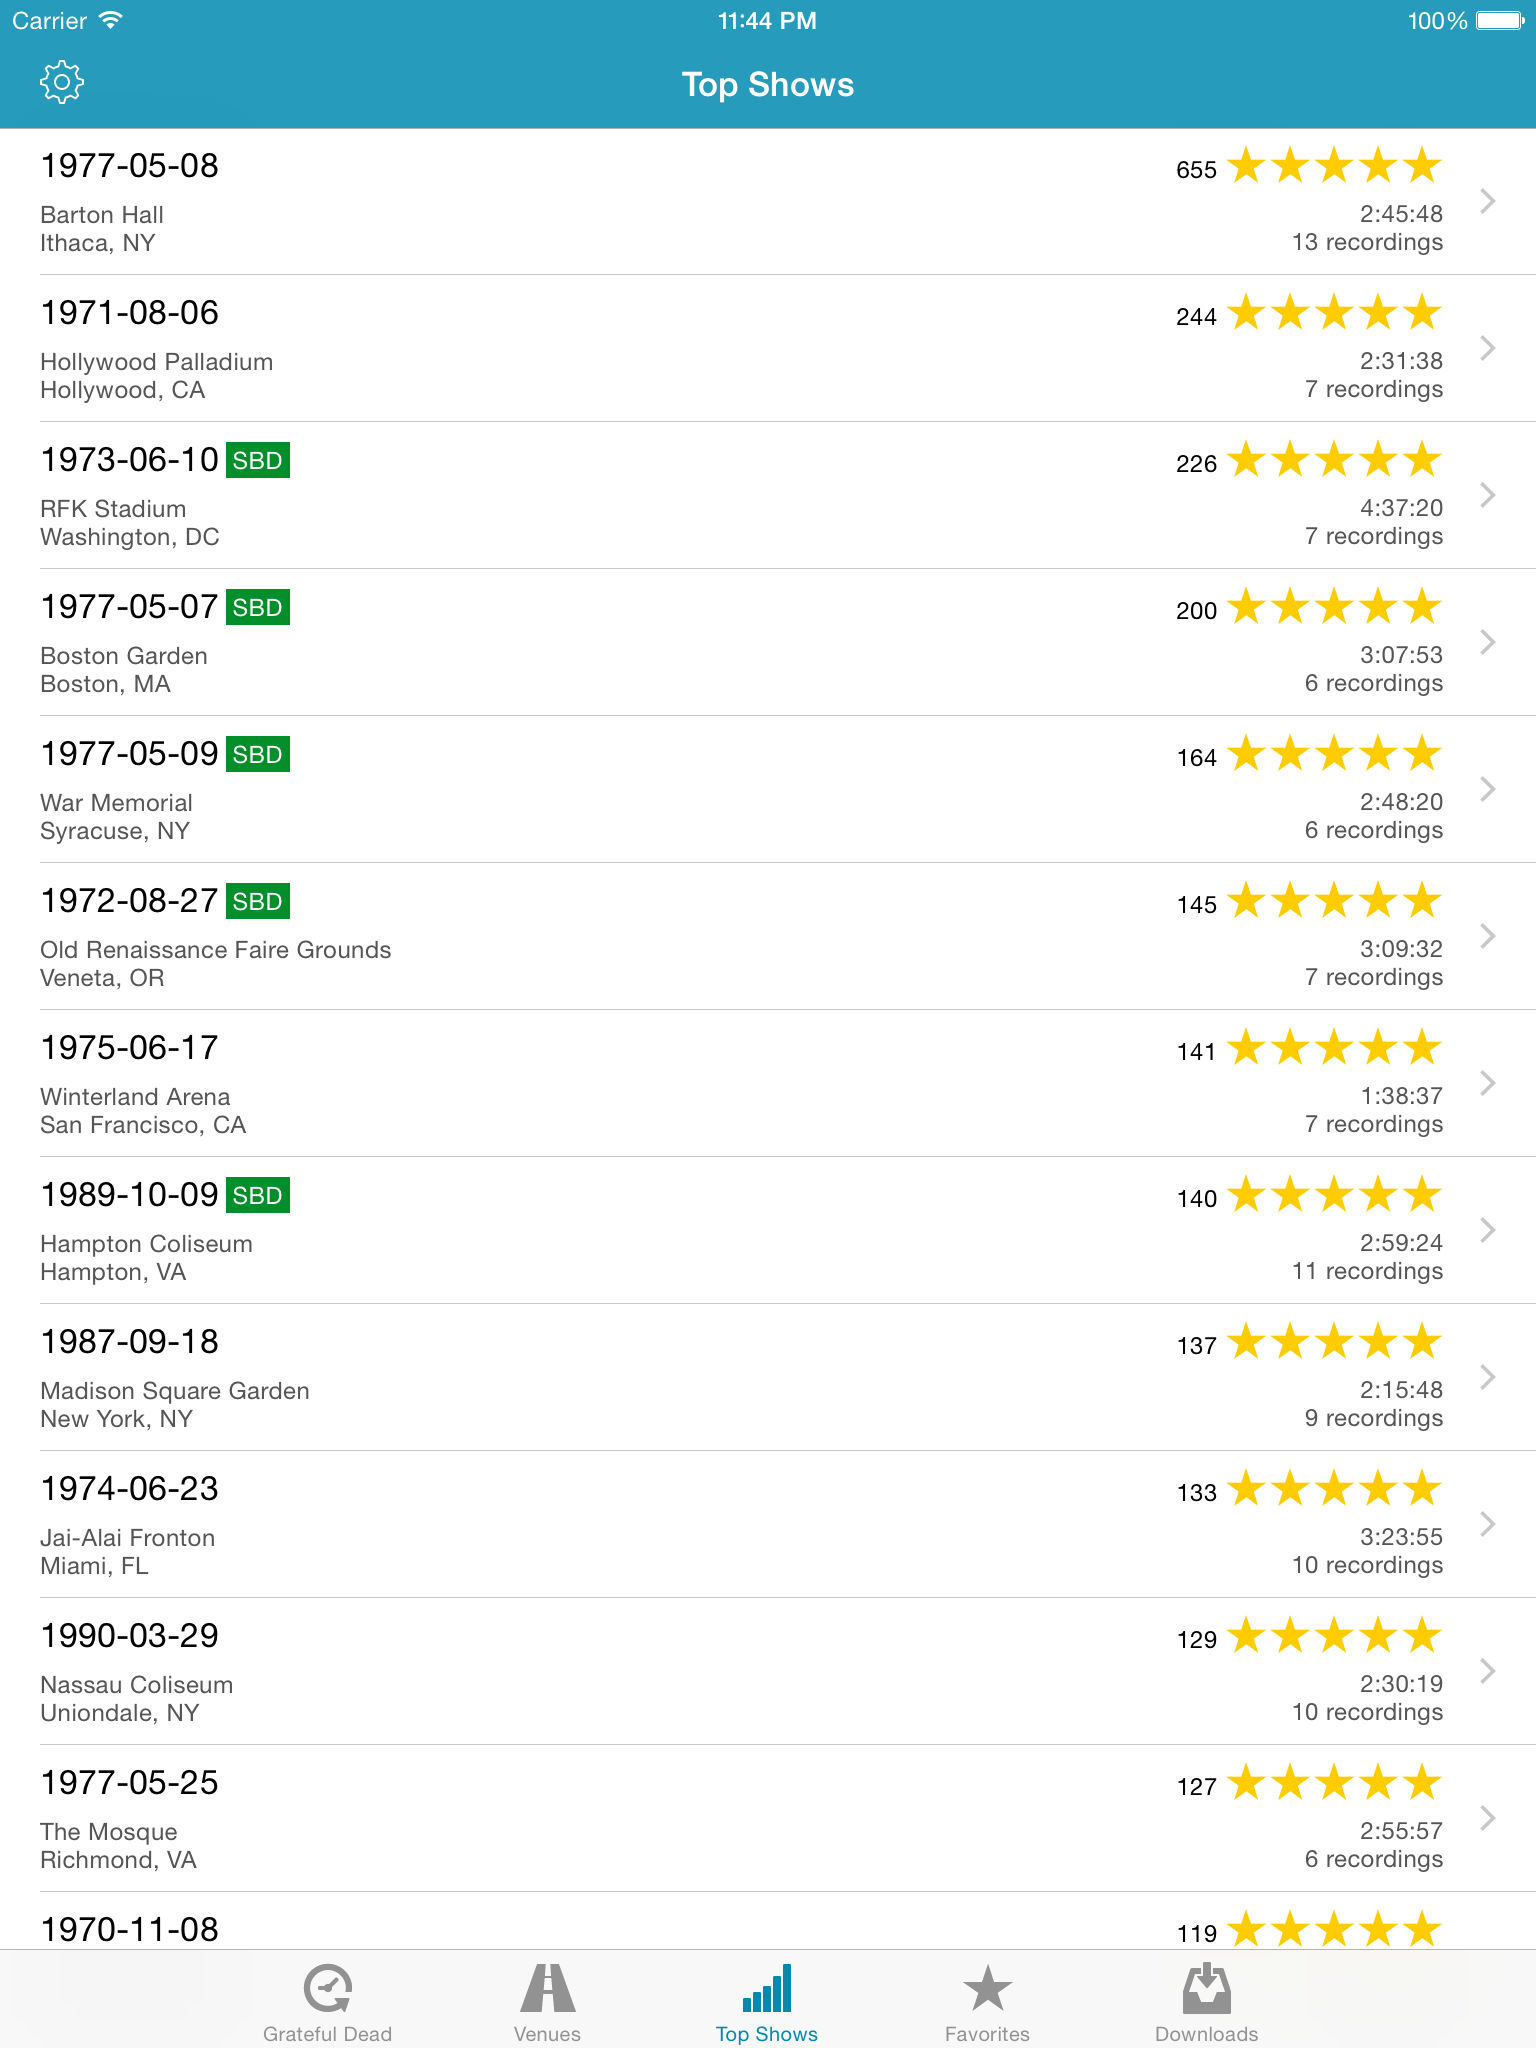 Carrier 11:44 PM 100%
Top Shows
1977-05-08 655
Barton Hall 2:45:48
Ithaca, NY 13 recordings
1971-08-06 244
Hollywood Palladium 2:31:38
Hollywood, CA 7 recordings
1973-06-10 SBD 226
RFK Stadium 4:37:20
Washington, DC 7 recordings
1977-05-07 SBD 200
Boston Garden 3:07:53
Boston, MA 6 recordings
1977-05-09 SBD 164
War Memorial 2:48:20
Syracuse, NY 6 recordings
1972-08-27 SBD 145
Old Renaissance Faire Grounds 3:09:32
Veneta, OR 7 recordings
1975-06-17 141
Winterland Arena 1:38:37
San Francisco, CA 7 recordings
1989-10-09 SBD 140
Hampton Coliseum 2:59:24
Hampton, VA 11 recordings
1987-09-18 137
Madison Square Garden 2:15:48
New York, NY 9 recordings
1974-06-23 133
Jai-Alai Fronton 3:23:55
Miami, FL 10 recordings
1990-03-29 129
Nassau Coliseum 2:30:19
Uniondale, NY 10 recordings
1977-05-25 127
The Mosque 2:55:57
Richmond, VA 6 recordings
1970-11-08 119
Grateful Dead Venues Top Shows Favorites Downloads